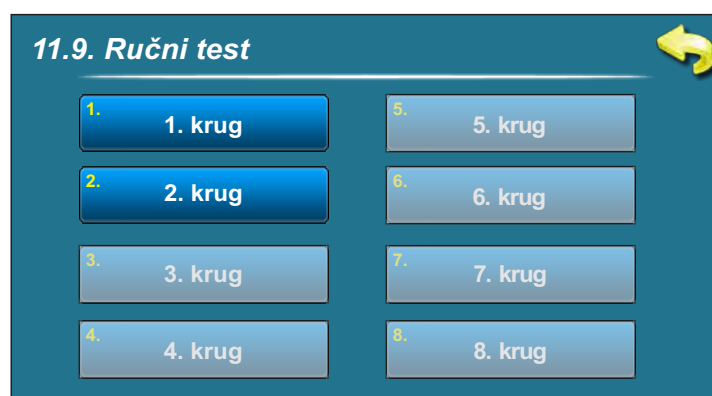 11.9. Ručni test
1.
1. krug
2.
2. krug
3.
3. krug
4.
4. krug
5.
5. krug
6.
6. krug
7.
7. krug
8.
8. krug